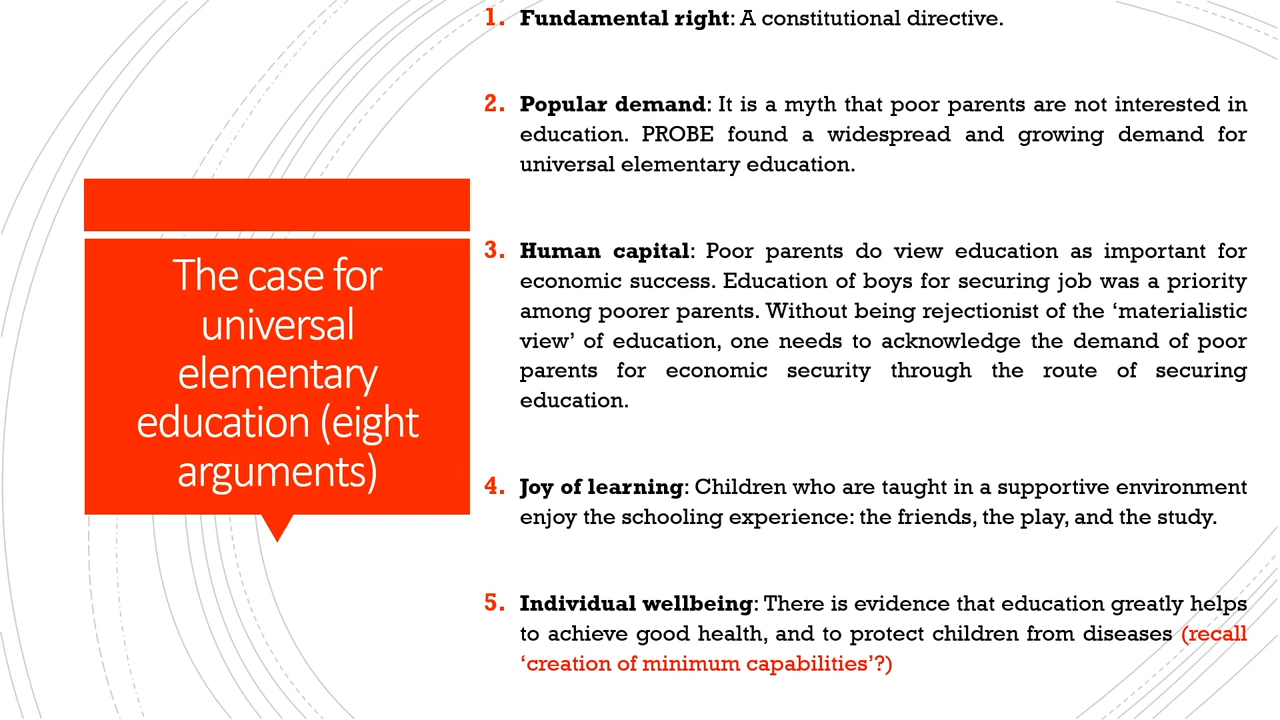 The case for
universal
elementary
education (eight
arguments)
1. Fundamental right: A constitutional directive.
2. Popular demand: It is a myth that poor parents are not interested in
education. PROBE found a widespread and growing demand for
universal elementary education.
3. Human capital: Poor parents do view education as important for
economic success. Education of boys for securing job was a priority
among poorer parents. Without being rejectionist of the ‘materialistic
view’ of education, one needs to acknowledge the demand of poor
parents for economic security through the route of securing
education.
4. Joy of learning: Children who are taught in a supportive environment
enjoy the schooling experience: the friends, the play, and the study.
5. Individual wellbeing: There is evidence that education greatly helps
to achieve good health, and to protect children from diseases (recall
‘creation of minimum capabilities’?)